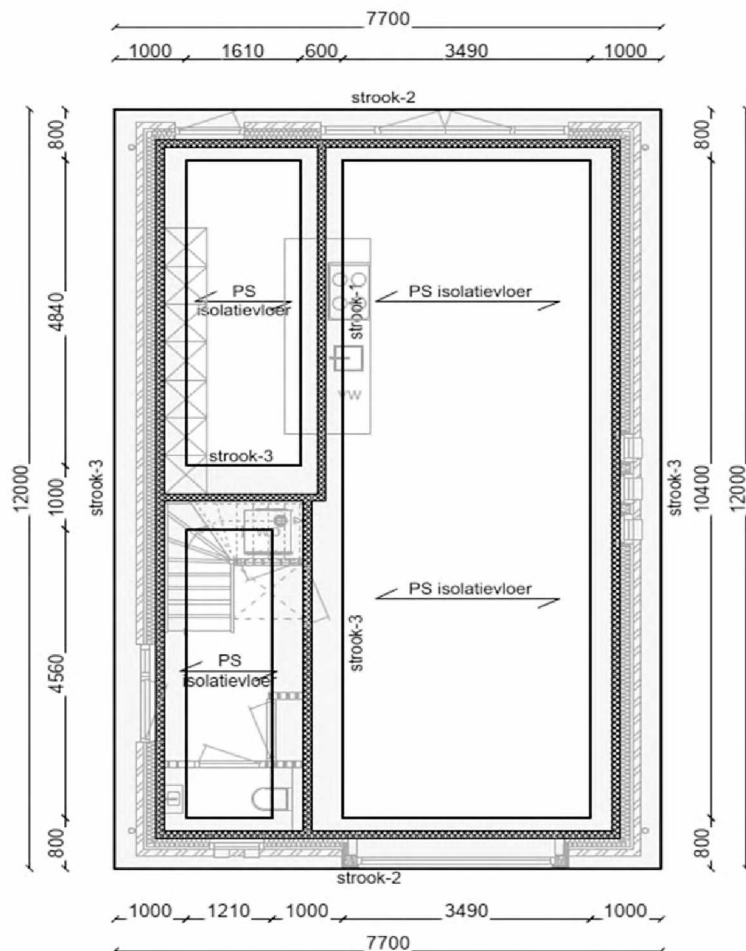 7700
1000 1610 600 3490 1000
strook-2
800
800
PS
isolatievloer
strook-1
PS isolatievloer
4840
VW
strook-3
12000
strook-3
1000
strook-3
10400
12000
PS isolatievloer
strook-3
PS
isolatievloer
4560
800
800
strook-2
1000 1210 1000 3490 1000
7700